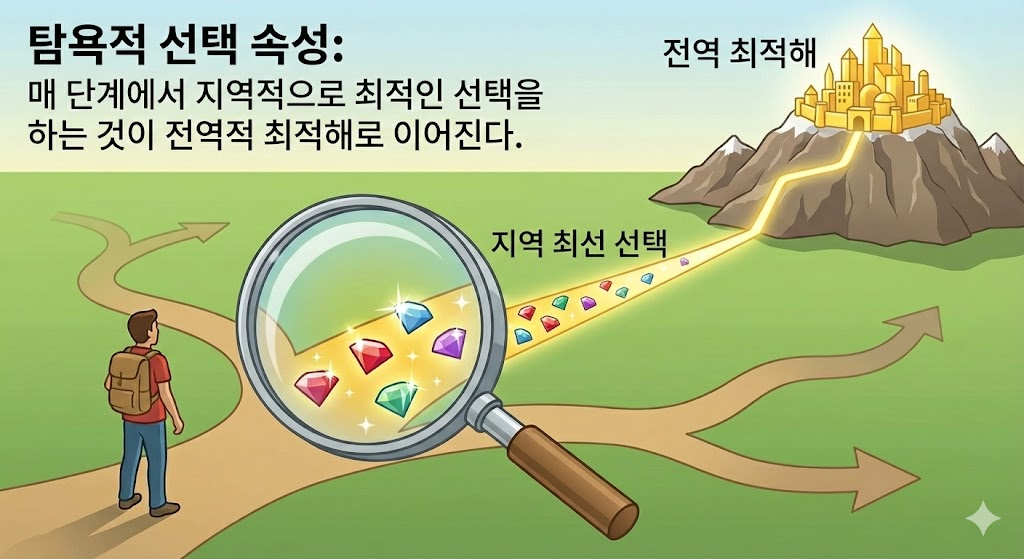 탐욕적 선택 속성:
매 단계에서 지역적으로 최적인 선택을
하는 것이 전역적 최적해로 이어진다.
전역 최적해
지역 최선 선택